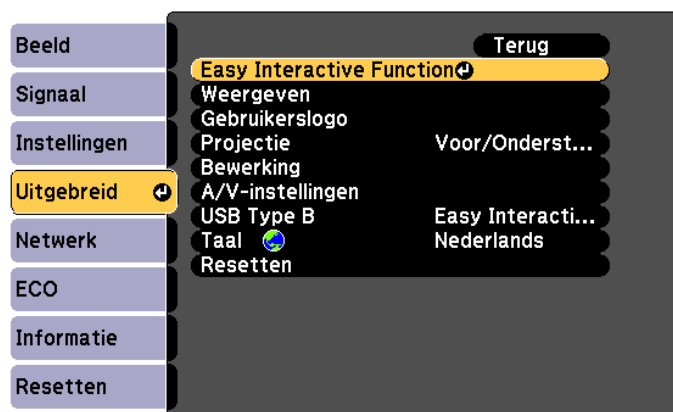 Beeld
Signaal
Instellingen
Uitgebreid
Netwerk
ECO
Informatie
Resetten
Terug
Easy Interactive Function
Weergeven
Gebruikerslogo
Projectie Voor/Onderst...
Bewerking
A/V-instellingen
USB Type B Easy Interacti...
Taal Nederlands
Resetten